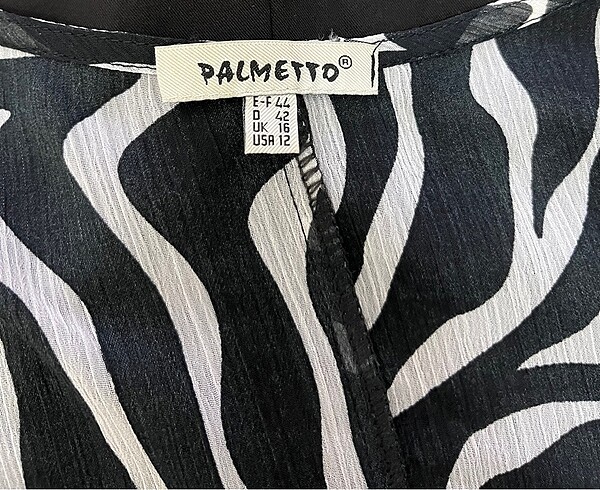 PALMETTO®
E-F 44
D 42
UK 16
USA 12